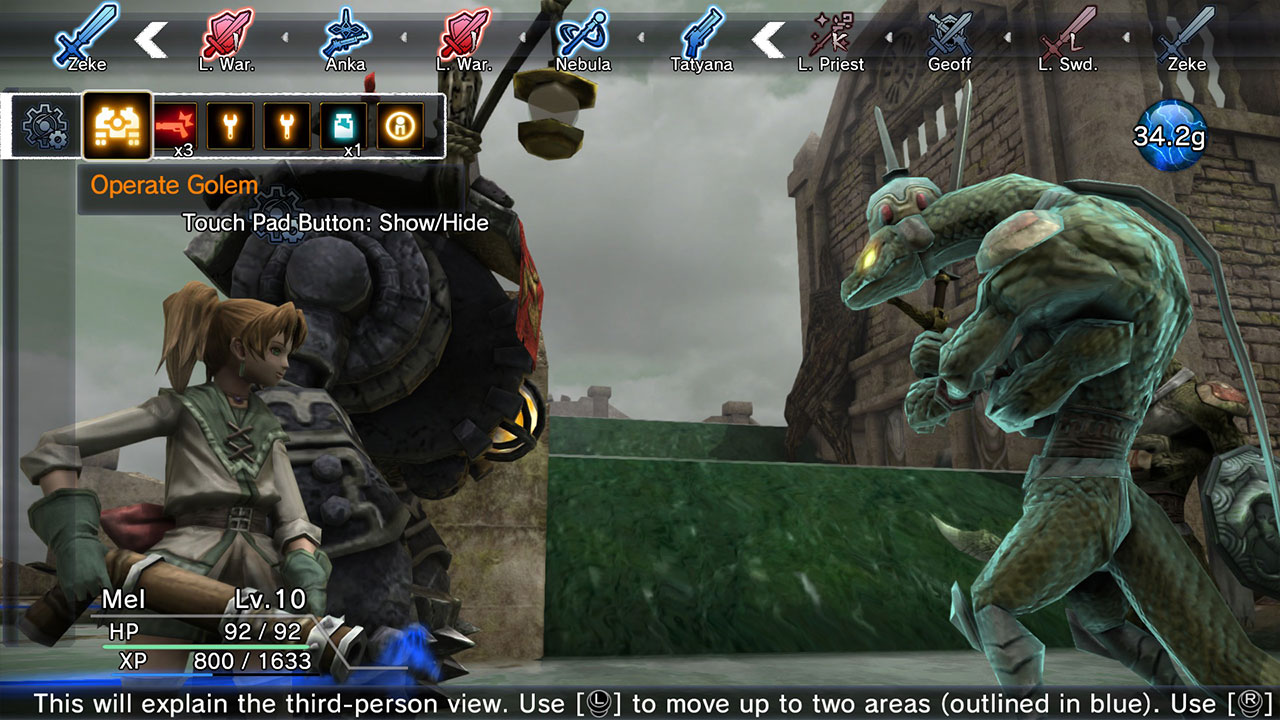 Zeke L. War. Anka L. War. Nebula Tatyana L. Priest Geoff L. Swd. Zeke
K L
34.2g
x3 x1
Operate Golem
Touch Pad Button: Show/Hide
Mel Lv.10
HP 92 / 92
XP 800 / 1633
This will explain the third-person view. Use [L] to move up to two areas (outlined in blue). Use [R]